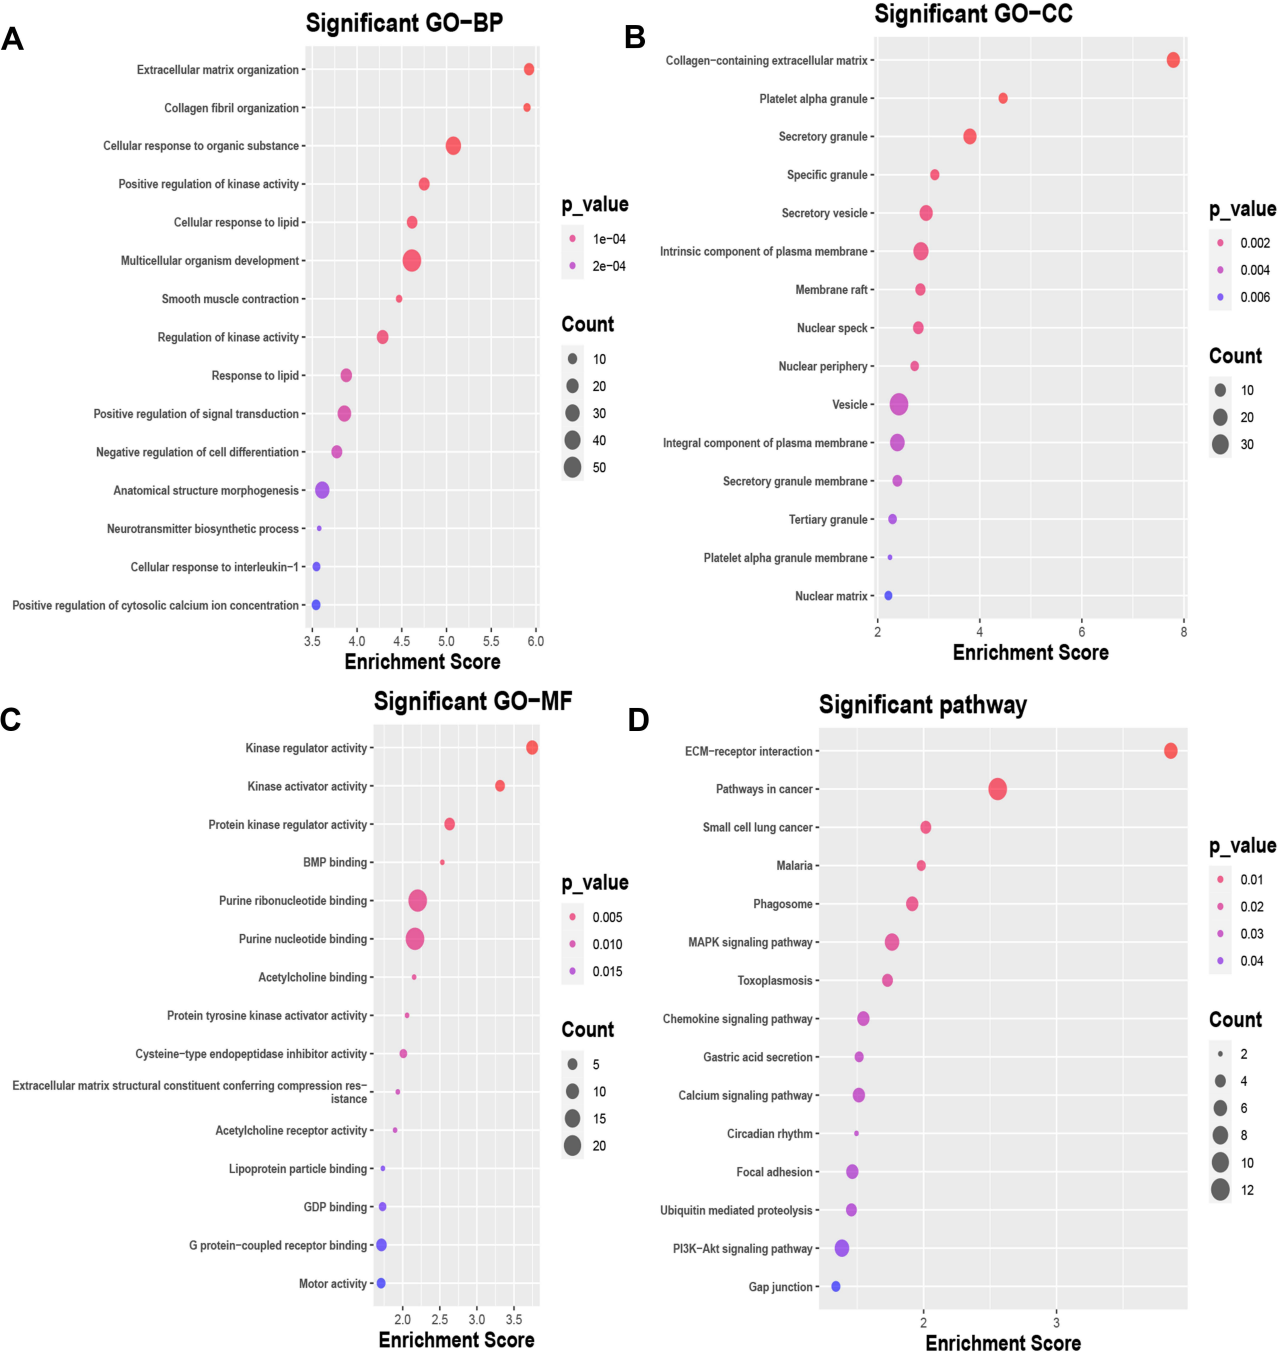 A
Significant GO−BP
Extracellular matrix organization
Collagen fibril organization
Cellular response to organic substance
Positive regulation of kinase activity
Cellular response to lipid
Multicellular organism development
Smooth muscle contraction
Regulation of kinase activity
Response to lipid
Positive regulation of signal transduction
Negative regulation of cell differentiation
Anatomical structure morphogenesis
Neurotransmitter biosynthetic process
Cellular response to interleukin−1
Positive regulation of cytosolic calcium ion concentration
3.5 4.0 4.5 5.0 5.5 6.0
Enrichment Score
p_value
1e−04
2e−04
Count
10
20
30
40
50
B
Significant GO−CC
Collagen−containing extracellular matrix
Platelet alpha granule
Secretory granule
Specific granule
Secretory vesicle
Intrinsic component of plasma membrane
Membrane raft
Nuclear speck
Nuclear periphery
Vesicle
Integral component of plasma membrane
Secretory granule membrane
Tertiary granule
Platelet alpha granule membrane
Nuclear matrix
2 4 6 8
Enrichment Score
p_value
0.002
0.004
0.006
Count
10
20
30
C
Significant GO−MF
Kinase regulator activity
Kinase activator activity
Protein kinase regulator activity
BMP binding
Purine ribonucleotide binding
Purine nucleotide binding
Acetylcholine binding
Protein tyrosine kinase activator activity
Cysteine−type endopeptidase inhibitor activity
Extracellular matrix structural constituent conferring compression res−
istance
Acetylcholine receptor activity
Lipoprotein particle binding
GDP binding
G protein−coupled receptor binding
Motor activity
2.0 2.5 3.0 3.5
Enrichment Score
p_value
0.005
0.010
0.015
Count
5
10
15
20
D
Significant pathway
ECM−receptor interaction
Pathways in cancer
Small cell lung cancer
Malaria
Phagosome
MAPK signaling pathway
Toxoplasmosis
Chemokine signaling pathway
Gastric acid secretion
Calcium signaling pathway
Circadian rhythm
Focal adhesion
Ubiquitin mediated proteolysis
PI3K−Akt signaling pathway
Gap junction
2 3
Enrichment Score
p_value
0.01
0.02
0.03
0.04
Count
2
4
6
8
10
12